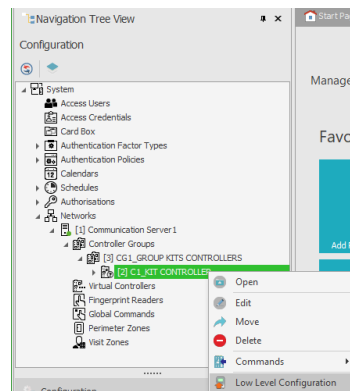 Navigation Tree View
Start Pa
Configuration
Manage
System
Access Users
Access Credentials
Card Box
Authentication Factor Types
Favo
Authentication Policies
12 Calendars
Schedules
Authorisations
Networks
[1] Communication Server1
Controller Groups
Add
[3] CG1_GROUP KITS CONTROLLERS
[2] C1_KIT CONTROLLER
Virtual Controllers
Open
Fingerprint Readers
Edit
Global Commands
Move
Perimeter Zones
Delete
Visit Zones
Commands
Low Level Configuration
Configuration